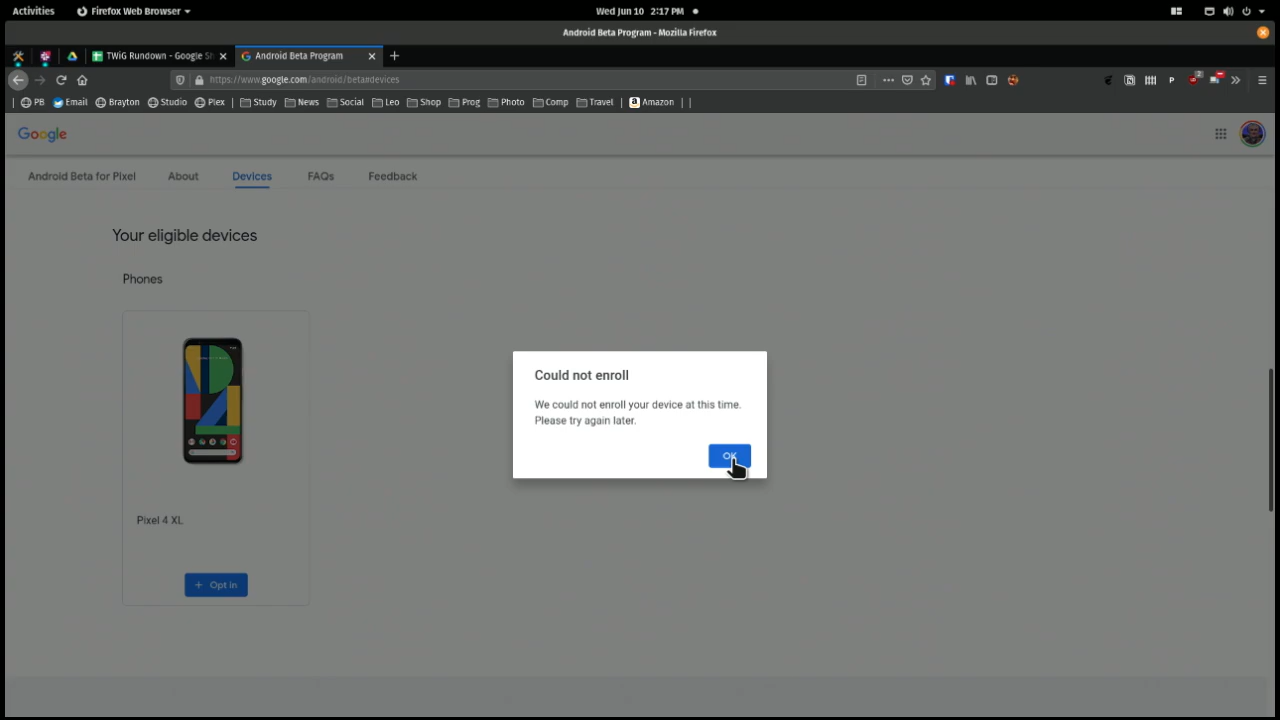 Activities Firefox Web Browser Wed Jun 10 2:17 PM
Android Beta Program - Mozilla Firefox
TWiG Rundown - Google Sh Android Beta Program
https://www.google.com/android/beta#devices
PB Email Brayton Studio Plex Study News Social Leo Shop Prog Photo Comp Travel Amazon
Google
Android Beta for Pixel About Devices FAQs Feedback
Your eligible devices
Phones
Could not enroll
We could not enroll your device at this time.
Please try again later.
OK
Pixel 4 XL
+ Opt in